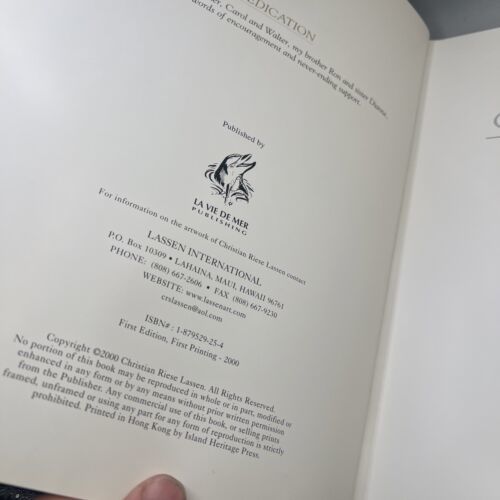 EDICATION
er, Carol and Walter, my brother Ron and sister Dianna,
words of encouragement and never-ending support.
Published by
LA VIE DE MER
PUBLISHING
For information on the artwork of Christian Riese Lassen contact
LASSEN INTERNATIONAL
P.O. Box 10309 • LAHAINA, MAUI, HAWAII 96761
PHONE: (808) 667-2606 • FAX (808) 667-9230
WEBSITE: www.lassenart.com
crslassen@aol.com
ISBN# : 1-879529-25-4
First Edition, First Printing - 2000
Copyright ©2000 Christian Riese Lassen. All Rights Reserved.
No portion of this book may be reproduced in whole or in part, modified or
enhanced in any form or by any means without prior written permission
from the Publisher. Any commercial use of this book, or selling prints
framed, unframed or using any part for any form of reproduction is strictly
prohibited. Printed in Hong Kong by Island Heritage Press.